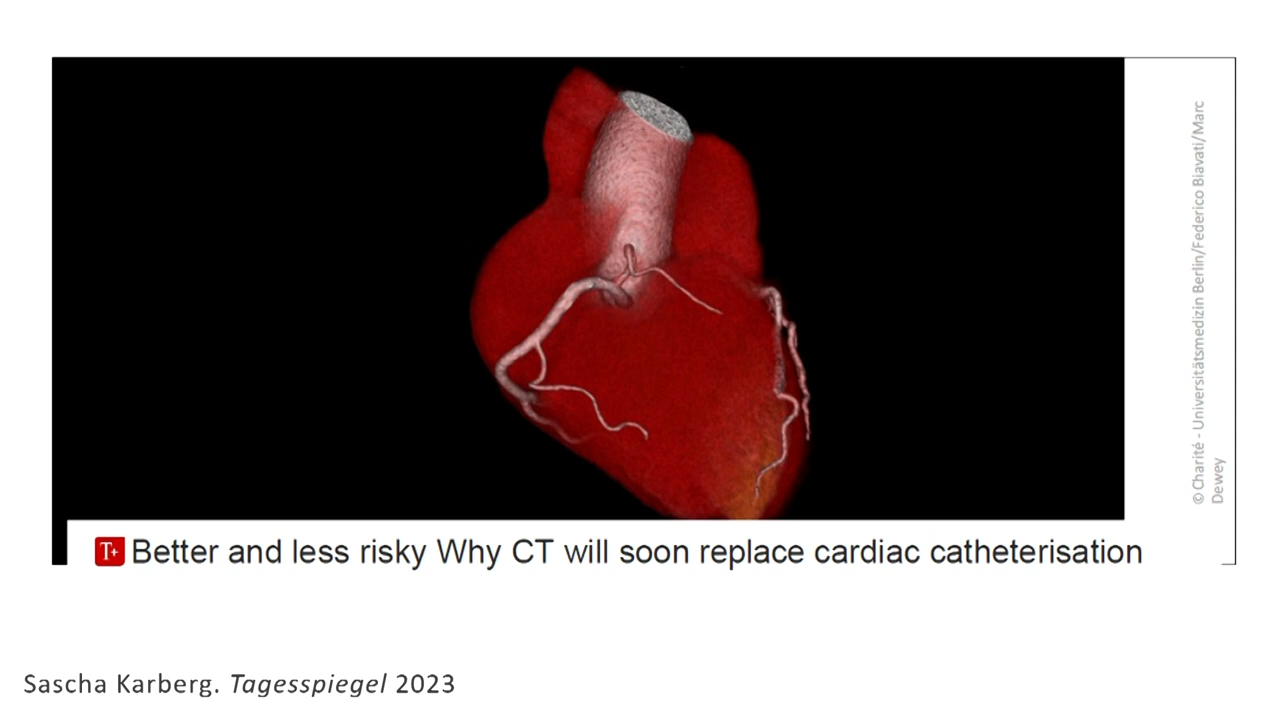 © Charité - Universitätsmedizin Berlin/Federico Biavati/Marc
Dewey
T+ Better and less risky Why CT will soon replace cardiac catheterisation
Sascha Karberg. Tagesspiegel 2023